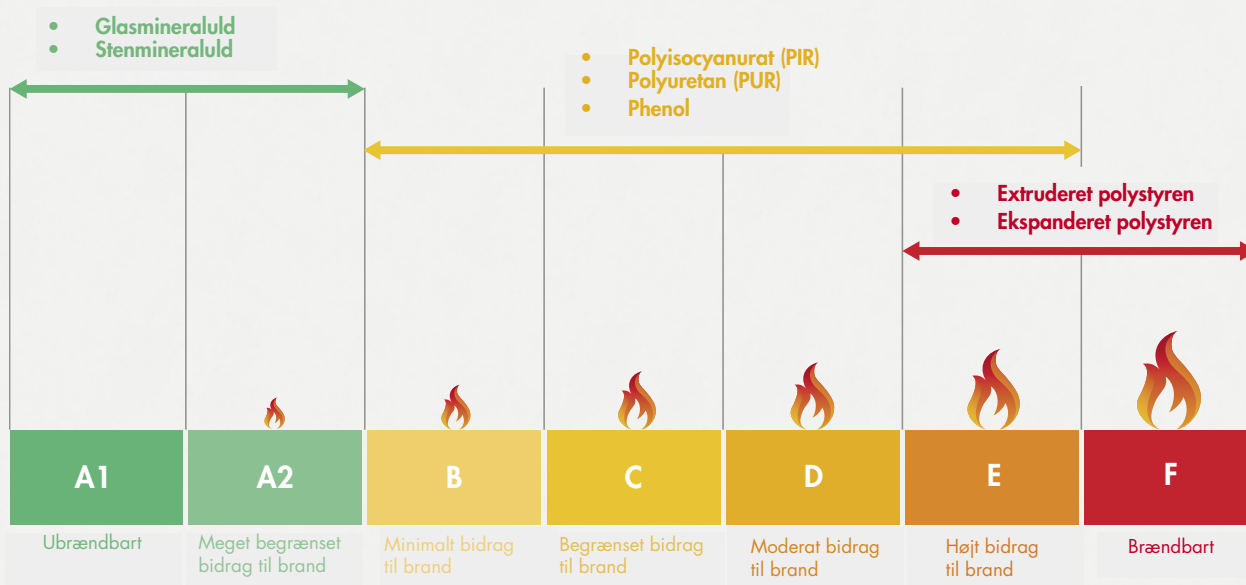 • Glasmineraluld
• Stenmineraluld
• Polyisocyanurat (PIR)
• Polyuretan (PUR)
• Phenol
• Extruderet polystyren
• Ekspanderet polystyren
A1
A2
B
C
D
E
F
Ubrændbart
Meget begrænset
bidrag til brand
Minimalt bidrag
til brand
Begrænset bidrag
til brand
Moderat bidrag
til brand
Højt bidrag
til brand
Brændbart